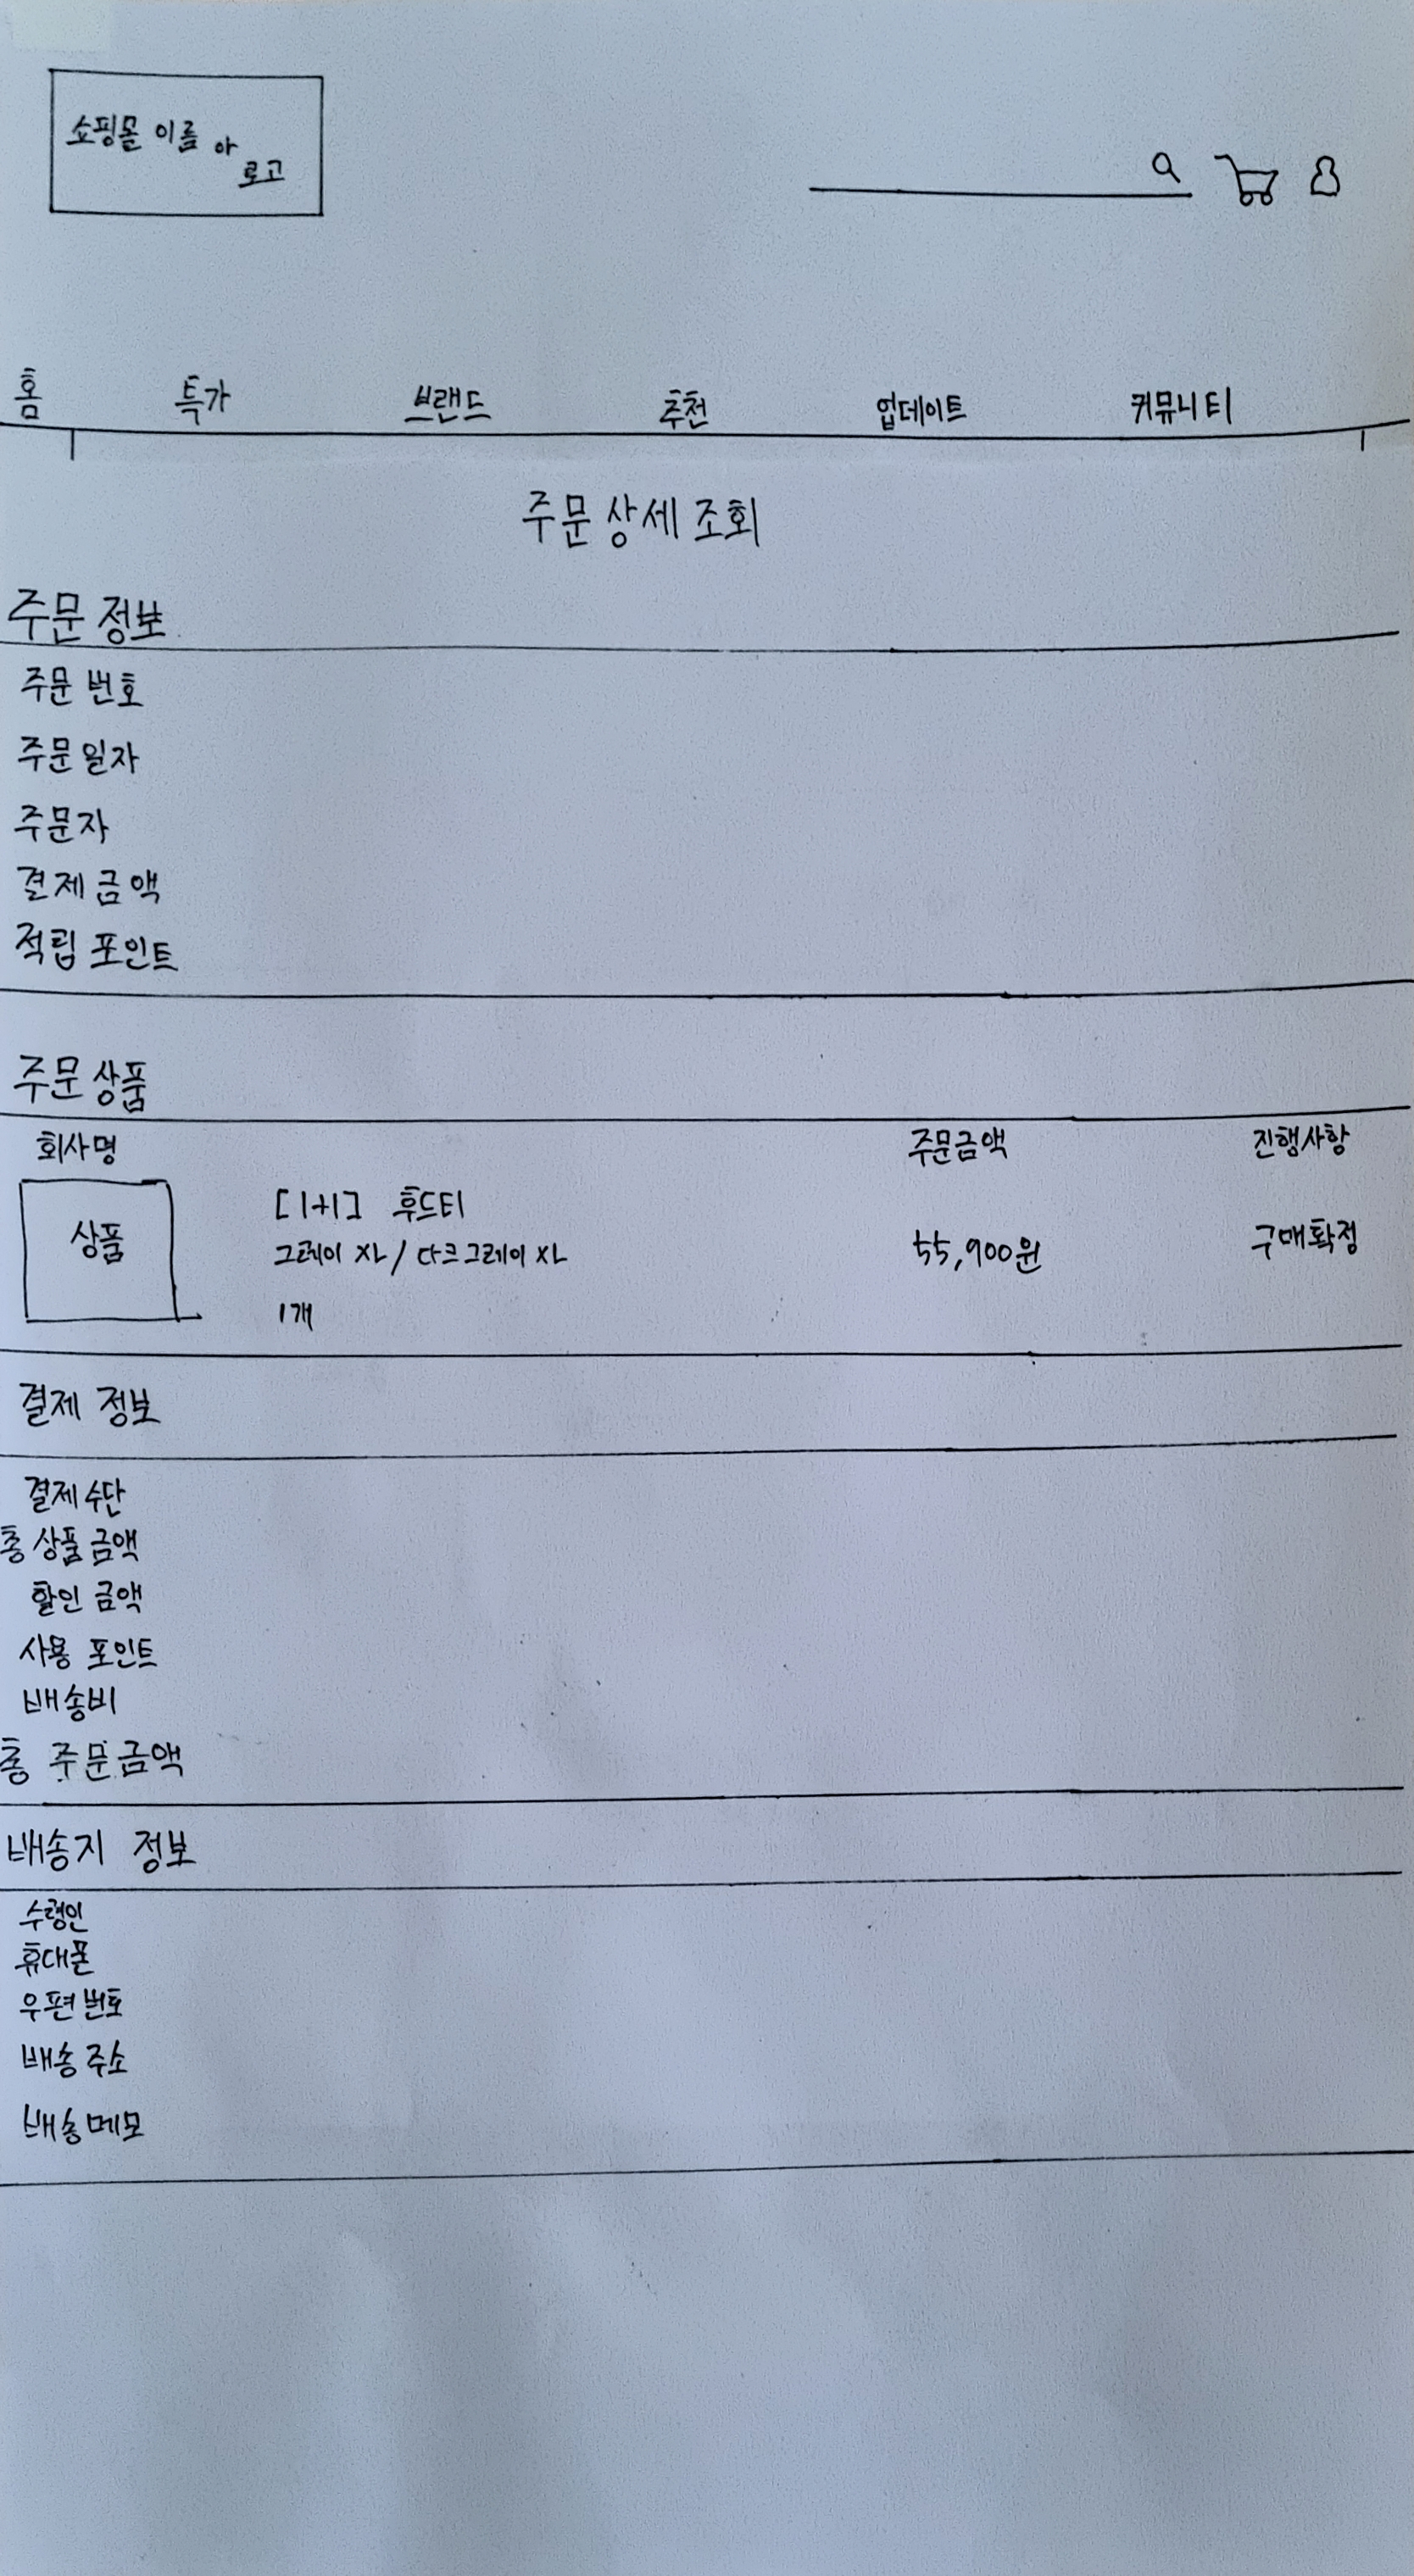 쇼핑몰 이름 아
로고
홈 특가 브랜드 추천 업데이트 커뮤니티
주문 상세 조회
주문 정보
주문 번호
주문일자
주문자
결제 금액
적립 포인트
주문 상품
회사명 주문금액 진행사항
상품
[1+1] 후드티
그레이 XL / 다크그레이 XL
1개
55,900원
구매확정
결제 정보
결제 수단
총 상품 금액
할인 금액
사용 포인트
배송비
총 주문 금액
배송지 정보
수령인
휴대폰
우편 번호
배송 주소
배송 메모